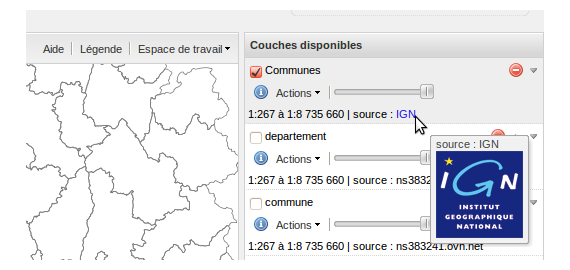 Aide Légende Espace de travail
Couches disponibles
Communes
Actions
1:267 à 1:8 735 660 | source : IGN
departement
Actions
1:267 à 1:8 735 660 | source : ns383
commune
Actions
1:267 à 1:8 735 660 | source : ns383241.ovh.net
source : IGN
IGN
INSTITUT
GEOGRAPHIQUE
NATIONAL